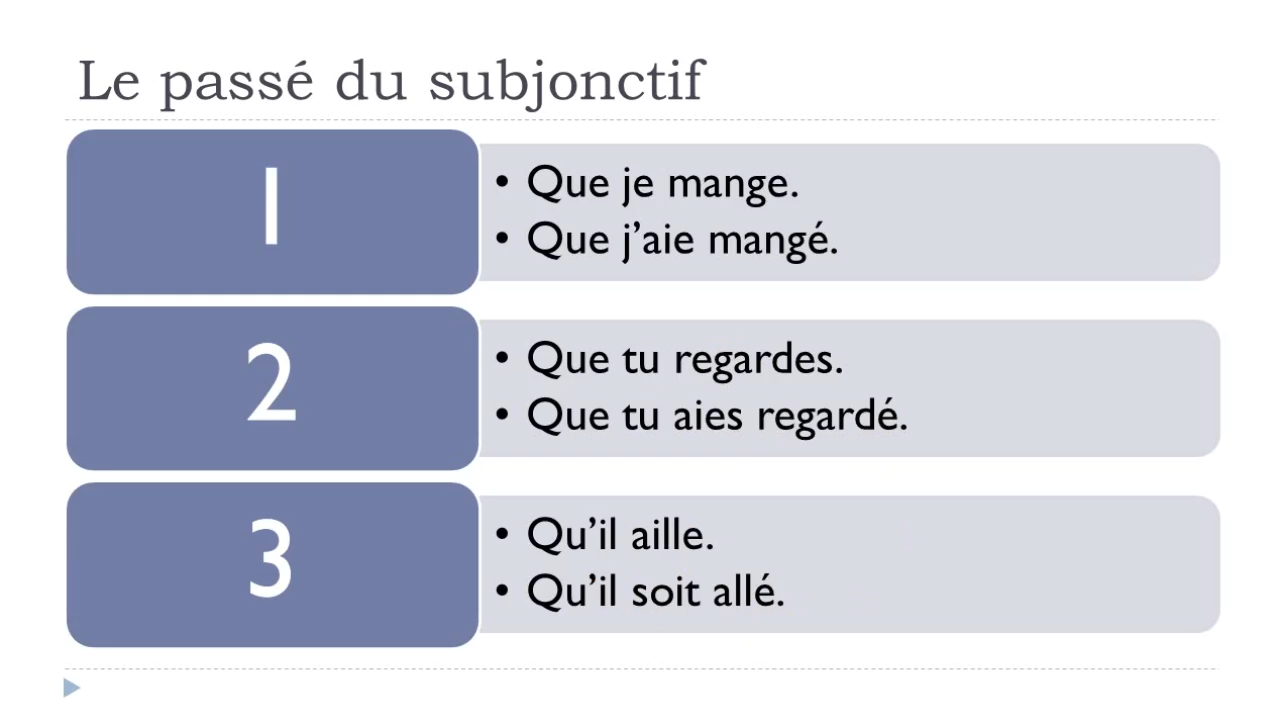 Le passé du subjonctif
1
• Que je mange.
• Que j’aie mangé.
2
• Que tu regardes.
• Que tu aies regardé.
3
• Qu’il aille.
• Qu’il soit allé.